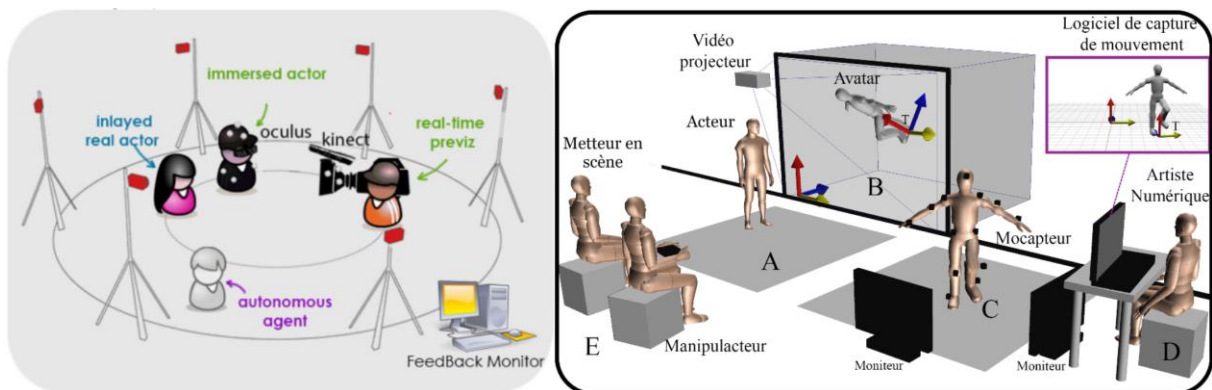 immersed actor
oculus
kinect
inlayed
real actor
real-time
previz
autonomous
agent
FeedBack Monitor
Logiciel de capture
de mouvement
T
Vidéo
projecteur
Avatar
T
Acteur
Metteur en
scène
B
Artiste
Numérique
Mocapteur
A
C
E
Manipulacteur
Moniteur
Moniteur
D